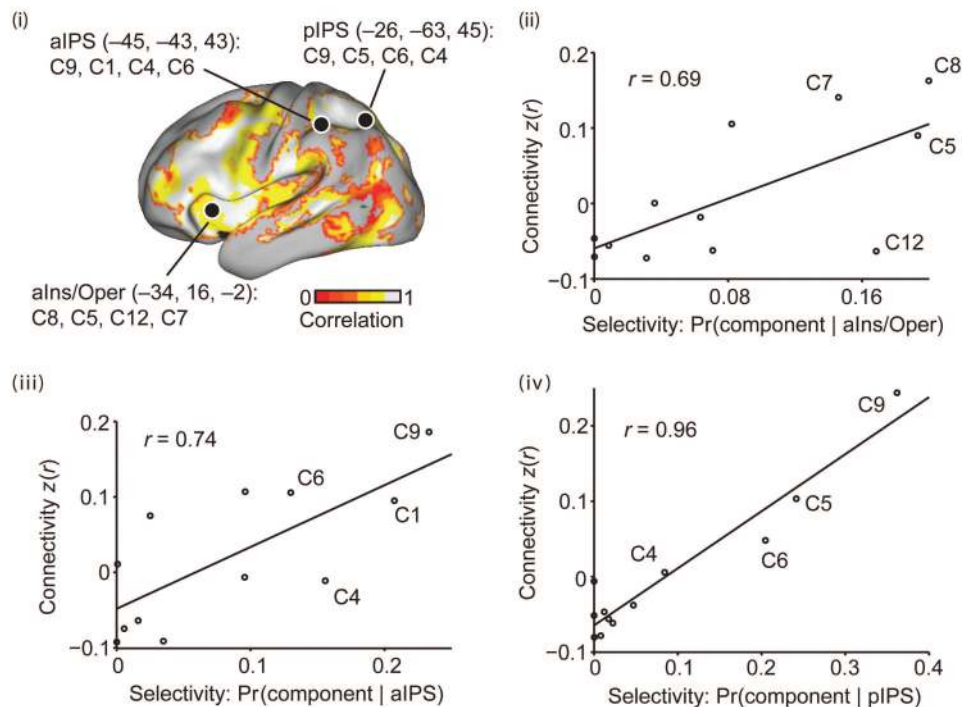 (i)
aIPS (–45, –43, 43):
C9, C1, C4, C6
pIPS (–26, –63, 45):
C9, C5, C6, C4
aIns/Oper (–34, 16, –2):
C8, C5, C12, C7
0 1
Correlation
(ii)
r = 0.69
C7
C8
C5
C12
0.2
0.1
0
–0.1
Connectivity z(r)
0 0.08 0.16
Selectivity: Pr(component | aIns/Oper)
(iii)
r = 0.74
C9
C6
C1
C4
0.2
0.1
0
–0.1
Connectivity z(r)
0 0.1 0.2
Selectivity: Pr(component | aIPS)
(iv)
r = 0.96
C9
C5
C6
C4
0.2
0.1
0
–0.1
Connectivity z(r)
0 0.1 0.2 0.3 0.4
Selectivity: Pr(component | pIPS)